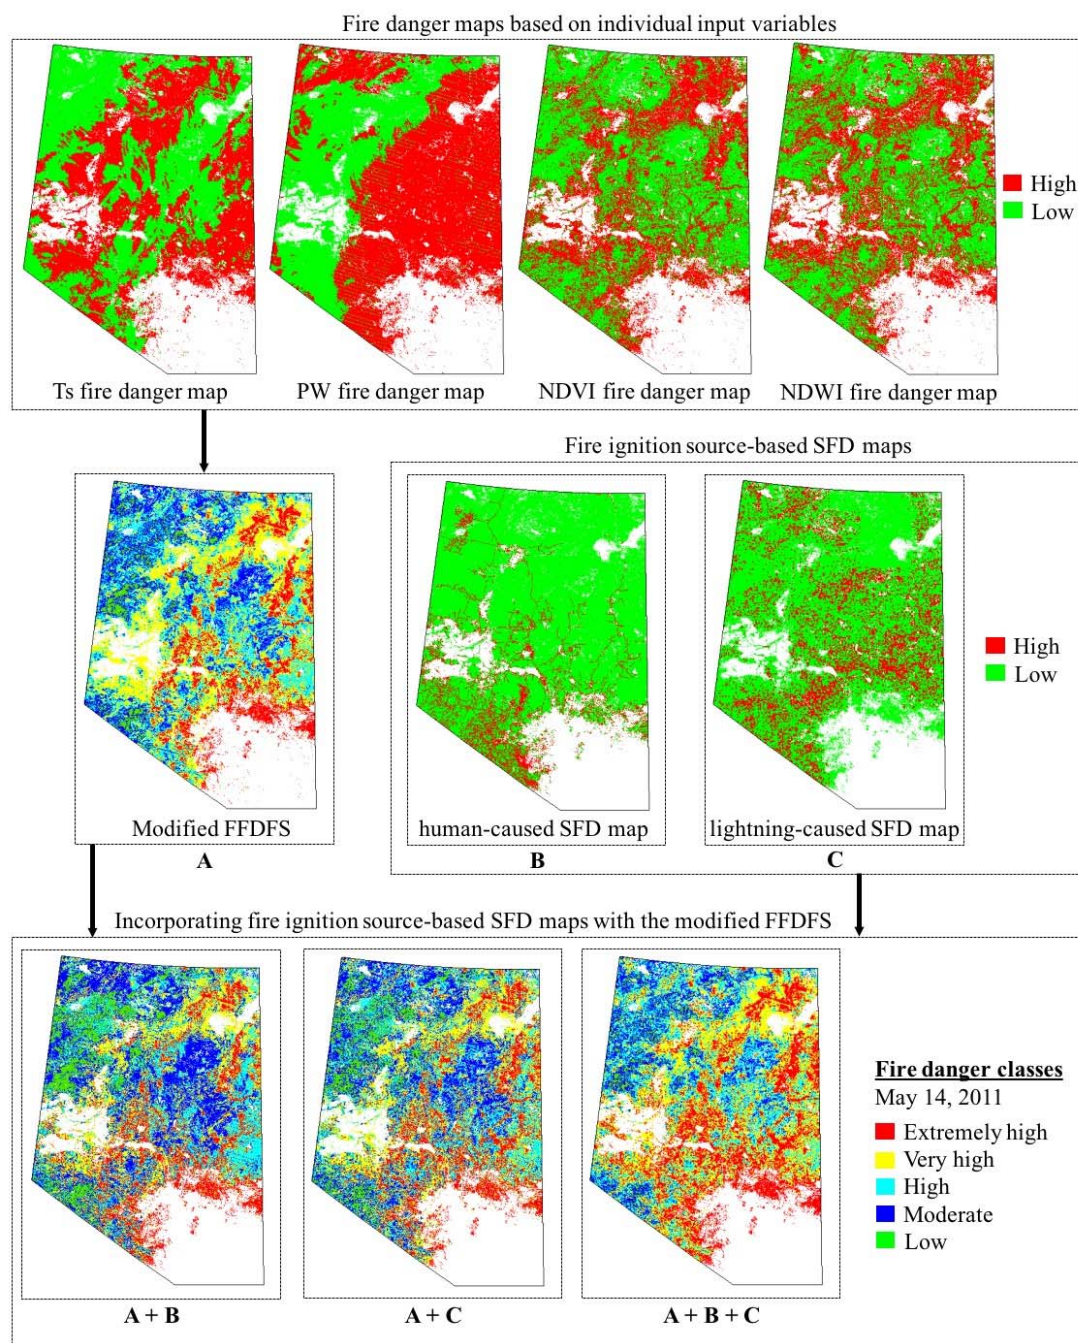 Fire danger maps based on individual input variables
High
Low
Ts fire danger map
PW fire danger map
NDVI fire danger map
NDWI fire danger map
Fire ignition source-based SFD maps
High
Low
Modified FFDFS
human-caused SFD map
lightning-caused SFD map
A
B
C
Incorporating fire ignition source-based SFD maps with the modified FFDFS
Fire danger classes
May 14, 2011
Extremely high
Very high
High
Moderate
Low
A + B
A + C
A + B + C